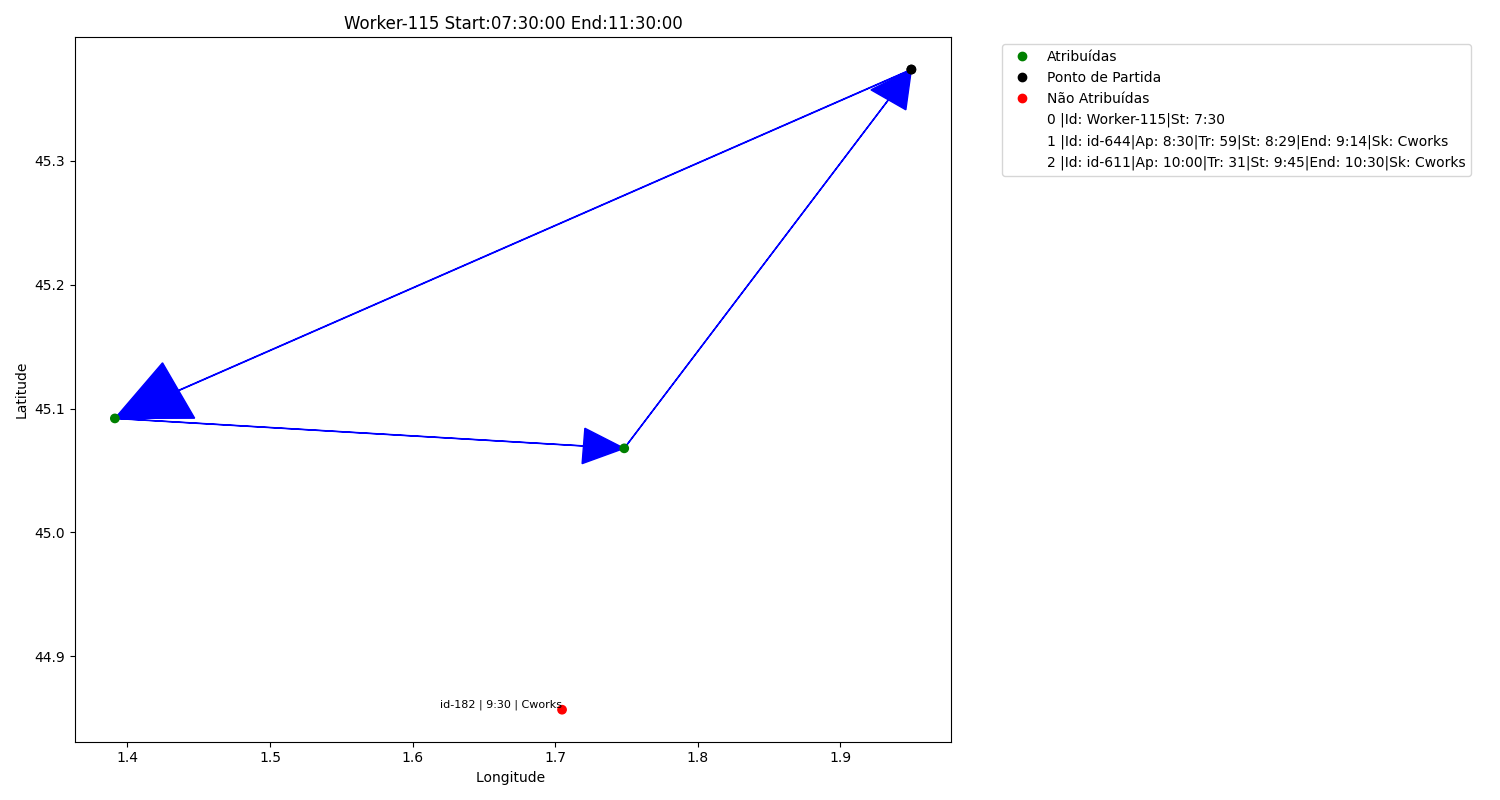 Worker-115 Start:07:30:00 End:11:30:00
Atribuídas
Ponto de Partida
Não Atribuídas
0 |Id: Worker-115|St: 7:30
1 |Id: id-644|Ap: 8:30|Tr: 59|St: 8:29|End: 9:14|Sk: Cworks
2 |Id: id-611|Ap: 10:00|Tr: 31|St: 9:45|End: 10:30|Sk: Cworks
45.3
45.2
45.1
45.0
44.9
Latitude
id-182 | 9:30 | Cworks
1.4 1.5 1.6 1.7 1.8 1.9
Longitude